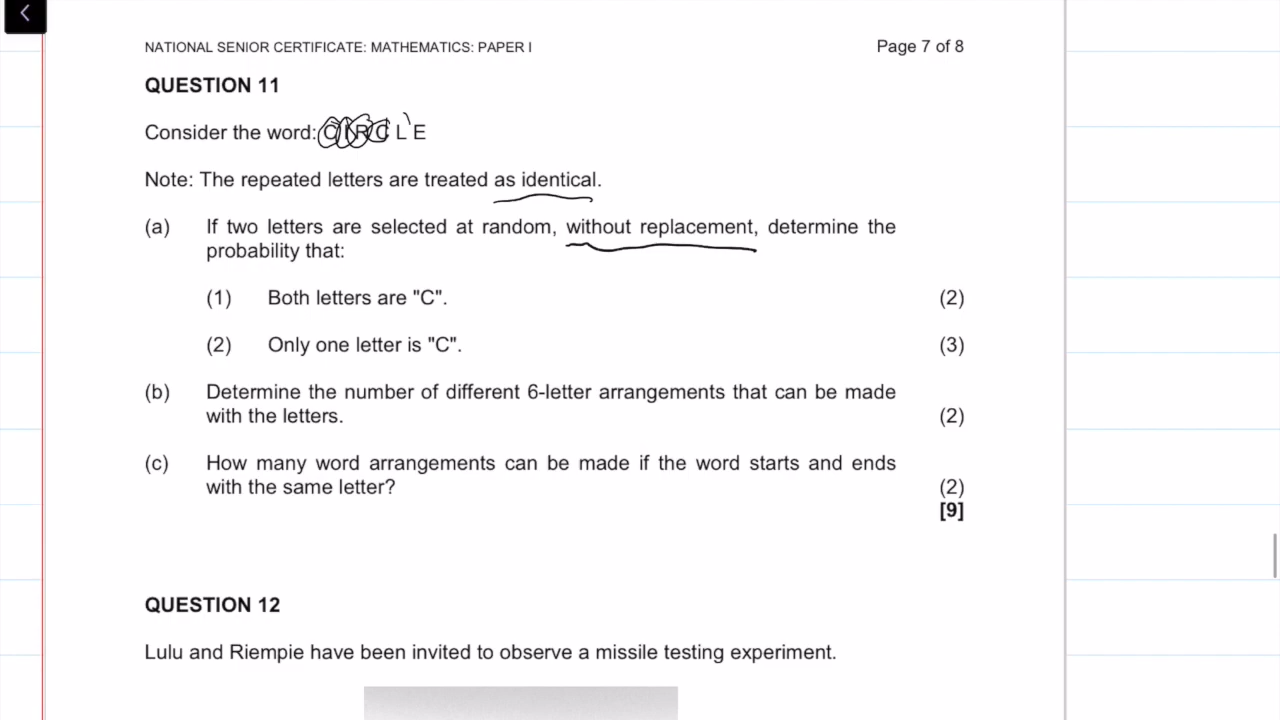 NATIONAL SENIOR CERTIFICATE: MATHEMATICS: PAPER I Page 7 of 8
QUESTION 11
Consider the word: C I R C L E
Note: The repeated letters are treated as identical.
(a) If two letters are selected at random, without replacement, determine the
probability that:
(1) Both letters are "C". (2)
(2) Only one letter is "C". (3)
(b) Determine the number of different 6-letter arrangements that can be made
with the letters. (2)
(c) How many word arrangements can be made if the word starts and ends
with the same letter? (2)
[9]
QUESTION 12
Lulu and Riempie have been invited to observe a missile testing experiment.